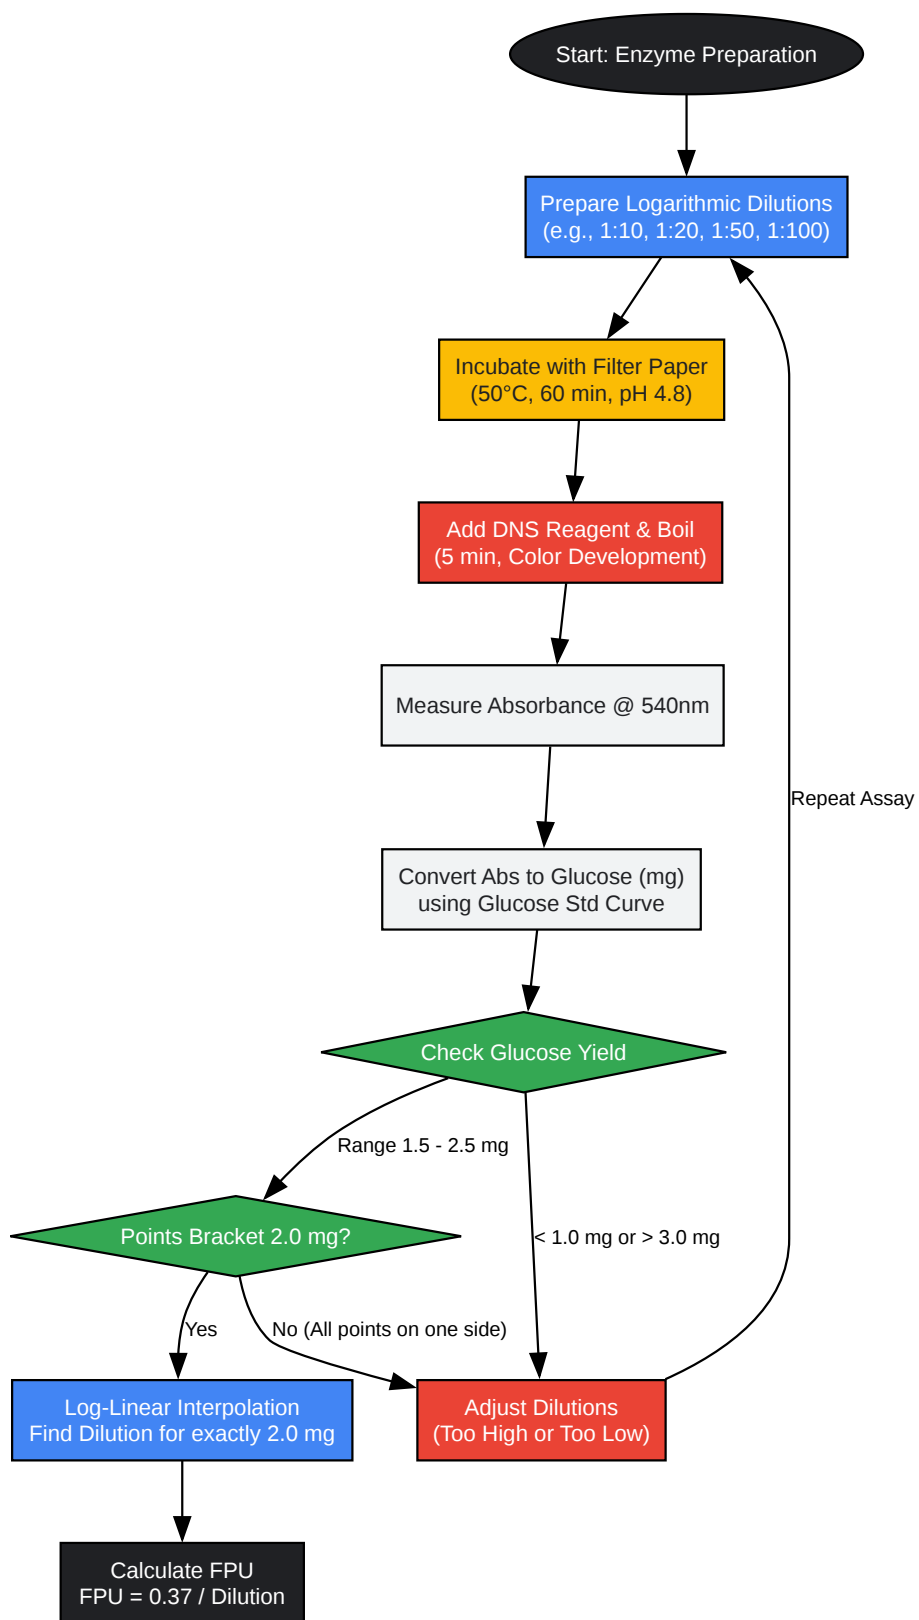 Start: Enzyme Preparation
Prepare Logarithmic Dilutions
(e.g., 1:10, 1:20, 1:50, 1:100)
Incubate with Filter Paper
(50°C, 60 min, pH 4.8)
Add DNS Reagent & Boil
(5 min, Color Development)
Measure Absorbance @ 540nm
Repeat Assay
Convert Abs to Glucose (mg)
using Glucose Std Curve
Check Glucose Yield
Range 1.5 - 2.5 mg
Points Bracket 2.0 mg?
< 1.0 mg or > 3.0 mg
Yes
No (All points on one side)
Log-Linear Interpolation
Find Dilution for exactly 2.0 mg
Adjust Dilutions
(Too High or Too Low)
Calculate FPU
FPU = 0.37 / Dilution